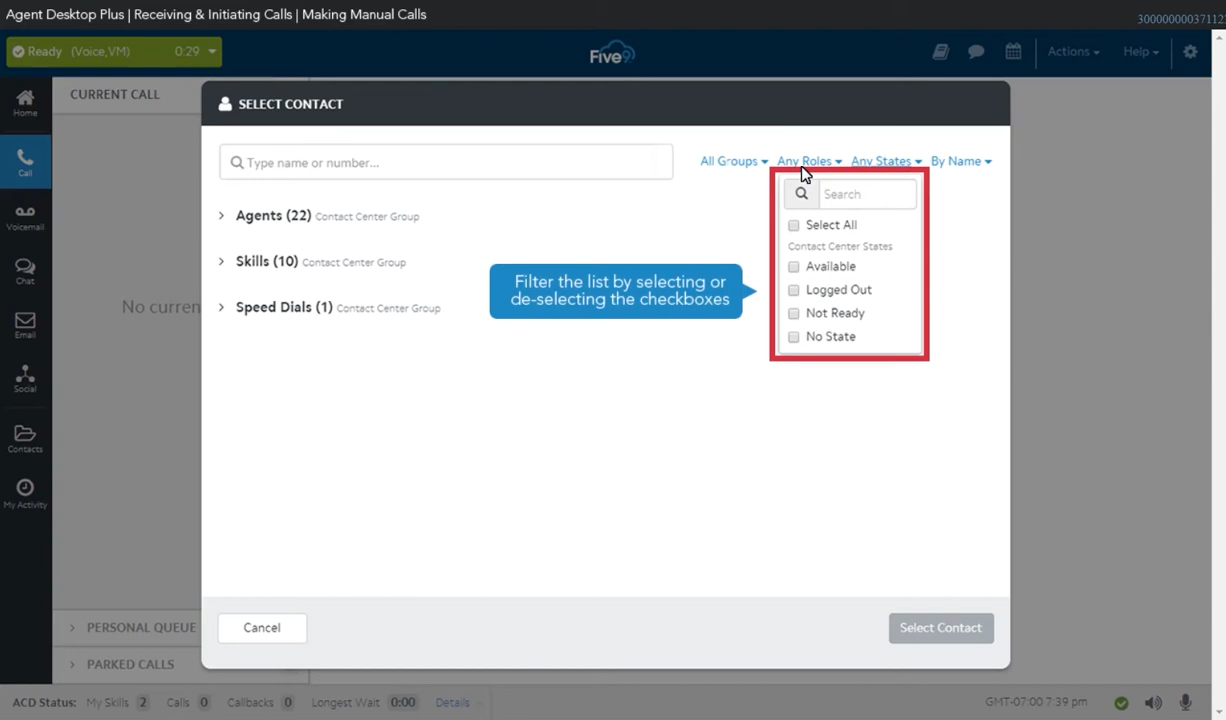 Agent Desktop Plus | Receiving & Initiating Calls | Making Manual Calls
Ready (Voice,VM) 0:29
Five9
Actions
Help
Home
Call
Voicemail
Chat
Email
Social
Contacts
My Activity
CURRENT CALL
No curren
PERSONAL QUEUE
PARKED CALLS
SELECT CONTACT
Type name or number...
All Groups Any Roles Any States By Name
Agents (22) Contact Center Group
Skills (10) Contact Center Group
Speed Dials (1) Contact Center Group
Filter the list by selecting or
de-selecting the checkboxes
Search
Select All
Contact Center States
Available
Logged Out
Not Ready
No State
Cancel
Select Contact
ACD Status: My Skills 2 Calls 0 Callbacks 0 Longest Wait 0:00 Details
GMT-07:00 7:39 pm